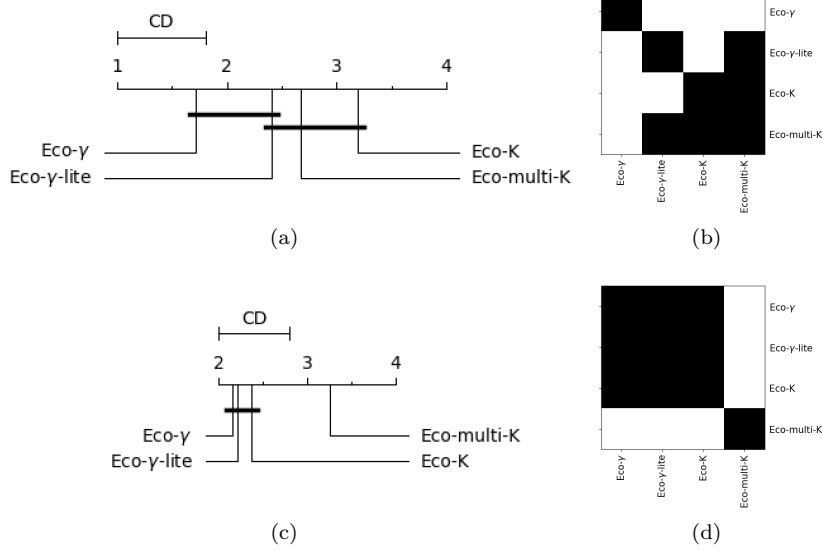 CD
1 2 3 4
Eco-γ
Eco-γ-lite
Eco-K
Eco-multi-K
(a)
Eco-γ
Eco-γ-lite
Eco-K
Eco-multi-K
Eco-γ
Eco-γ-lite
Eco-K
Eco-multi-K
(b)
CD
2 3 4
Eco-γ
Eco-γ-lite
Eco-multi-K
Eco-K
(c)
Eco-γ
Eco-γ-lite
Eco-K
Eco-multi-K
Eco-γ
Eco-γ-lite
Eco-K
Eco-multi-K
(d)